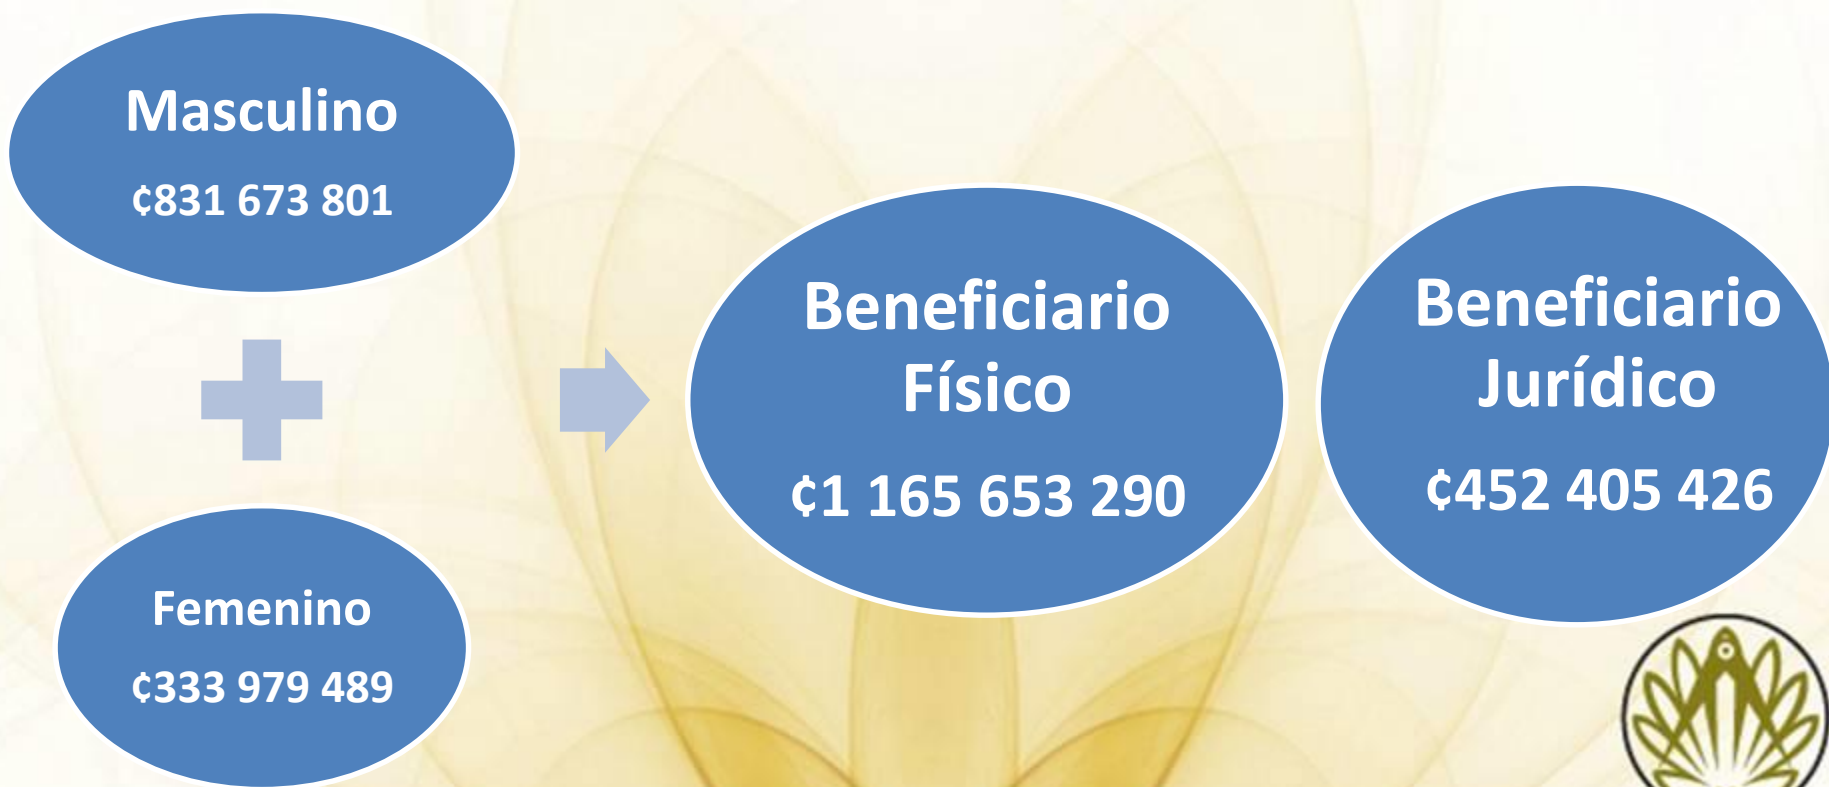 Masculino
¢831 673 801
Femenino
¢333 979 489
Beneficiario
Físico
¢1 165 653 290
Beneficiario
Jurídico
¢452 405 426